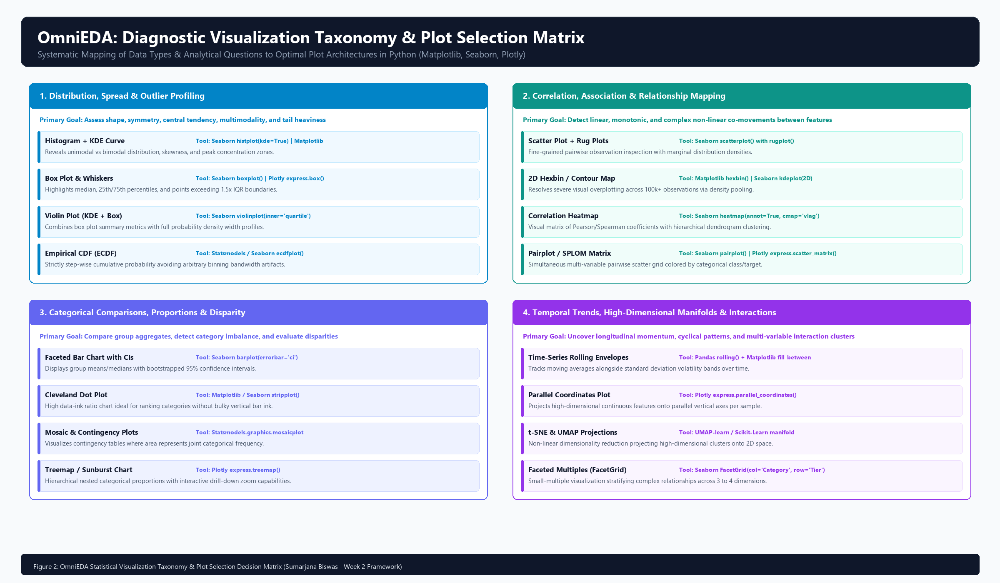 OmniEDA: Diagnostic Visualization Taxonomy & Plot Selection Matrix
Systematic Mapping of Data Types & Analytical Questions to Optimal Plot Architectures in Python (Matplotlib, Seaborn, Plotly)
1. Distribution, Spread & Outlier Profiling
Primary Goal: Assess shape, symmetry, central tendency, multimodality, and tail heaviness
Histogram + KDE Curve
Tool: Seaborn histplot(kde=True) | Matplotlib
Reveals unimodal vs bimodal distribution, skewness, and peak concentration zones.
Box Plot & Whiskers
Tool: Seaborn boxplot() | Plotly express.box()
Highlights median, 25th/75th percentiles, and points exceeding 1.5x IQR boundaries.
Violin Plot (KDE + Box)
Tool: Seaborn violinplot(inner='quartile')
Combines box plot summary metrics with full probability density width profiles.
Empirical CDF (ECDF)
Tool: Statsmodels / Seaborn ecdfplot()
Strictly step-wise cumulative probability avoiding arbitrary binning bandwidth artifacts.
2. Correlation, Association & Relationship Mapping
Primary Goal: Detect linear, monotonic, and complex non-linear co-movements between features
Scatter Plot + Rug Plots
Tool: Seaborn scatterplot() with rugplot()
Fine-grained pairwise observation inspection with marginal distribution densities.
2D Hexbin / Contour Map
Tool: Matplotlib hexbin() | Seaborn kdeplot(2D)
Resolves severe visual overplotting across 100k+ observations via density pooling.
Correlation Heatmap
Tool: Seaborn heatmap(annot=True, cmap='vlag')
Visual matrix of Pearson/Spearman coefficients with hierarchical dendrogram clustering.
Pairplot / SPLOM Matrix
Tool: Seaborn pairplot() | Plotly express.scatter_matrix()
Simultaneous multi-variable pairwise scatter grid colored by categorical class/target.
3. Categorical Comparisons, Proportions & Disparity
Primary Goal: Compare group aggregates, detect category imbalance, and evaluate disparities
Faceted Bar Chart with CIs
Tool: Seaborn barplot(errorbar='ci')
Displays group means/medians with bootstrapped 95% confidence intervals.
Cleveland Dot Plot
Tool: Matplotlib / Seaborn stripplot()
High data-ink ratio chart ideal for ranking categories without bulky vertical bar ink.
Mosaic & Contingency Plots
Tool: Statsmodels.graphics.mosaicplot
Visualizes contingency tables where area represents joint categorical frequency.
Treemap / Sunburst Chart
Tool: Plotly express.treemap()
Hierarchical nested categorical proportions with interactive drill-down zoom capabilities.
4. Temporal Trends, High-Dimensional Manifolds & Interactions
Primary Goal: Uncover longitudinal momentum, cyclical patterns, and multi-variable interaction clusters
Time-Series Rolling Envelopes
Tool: Pandas rolling() + Matplotlib fill_between
Tracks moving averages alongside standard deviation volatility bands over time.
Parallel Coordinates Plot
Tool: Plotly express.parallel_coordinates()
Projects high-dimensional continuous features onto parallel vertical axes per sample.
t-SNE & UMAP Projections
Tool: UMAP-learn / Scikit-Learn manifold
Non-linear dimensionality reduction projecting high-dimensional clusters onto 2D space.
Faceted Multiples (FacetGrid)
Tool: Seaborn FacetGrid(col='Category', row='Tier')
Small-multiple visualization stratifying complex relationships across 3 to 4 dimensions.
Figure 2: OmniEDA Statistical Visualization Taxonomy & Plot Selection Decision Matrix (Sumarjana Biswas - Week 2 Framework)